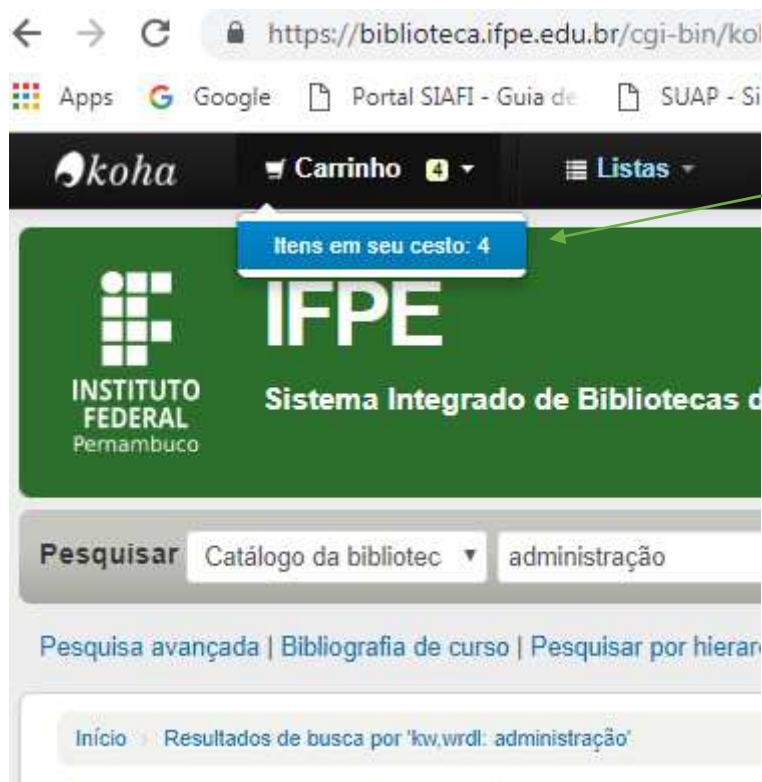 https://biblioteca.ifpe.edu.br/cgi-bin/ko
Apps Google Portal SIAFI - Guia de SUAP - Si
koha Carrinho 4 Listas
Itens em seu cesto: 4
IFPE
INSTITUTO
FEDERAL
Pernambuco
Sistema Integrado de Bibliotecas d
Pesquisar Catálogo da bibliotec administração
Pesquisa avançada | Bibliografia de curso | Pesquisar por hierar
Início Resultados de busca por 'kw,wrdl: administração'